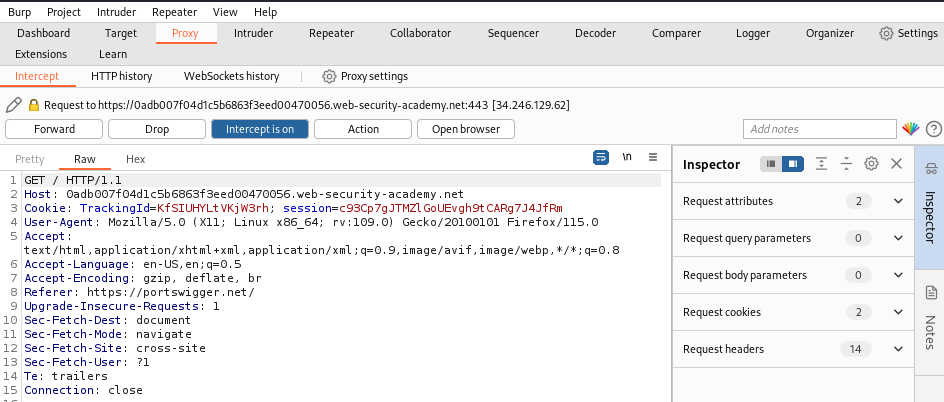 Burp Project Intruder Repeater View Help
Dashboard Target Proxy Intruder Repeater Collaborator Sequencer Decoder Comparer Logger Organizer Settings
Extensions Learn
Intercept HTTP history WebSockets history Proxy settings
Request to https://0adb007f04d1c5b6863f3eed00470056.web-security-academy.net:443 [34.246.129.62]
Forward Drop Intercept is on Action Open browser Add notes
Pretty Raw Hex \n
1 GET / HTTP/1.1
2 Host: 0adb007f04d1c5b6863f3eed00470056.web-security-academy.net
3 Cookie: TrackingId=KfSIUHYLtVKjW3rh; session=c93Cp7gJTMZlGoUEvgh9tCARg7J4JfRm
4 User-Agent: Mozilla/5.0 (X11; Linux x86_64; rv:109.0) Gecko/20100101 Firefox/115.0
5 Accept:
text/html,application/xhtml+xml,application/xml;q=0.9,image/avif,image/webp,*/*;q=0.8
6 Accept-Language: en-US,en;q=0.5
7 Accept-Encoding: gzip, deflate, br
8 Referer: https://portswigger.net/
9 Upgrade-Insecure-Requests: 1
10 Sec-Fetch-Dest: document
11 Sec-Fetch-Mode: navigate
12 Sec-Fetch-Site: cross-site
13 Sec-Fetch-User: ?1
14 Te: trailers
15 Connection: close
Inspector
Request attributes 2
Request query parameters 0
Request body parameters 0
Request cookies 2
Request headers 14
Inspector
Notes